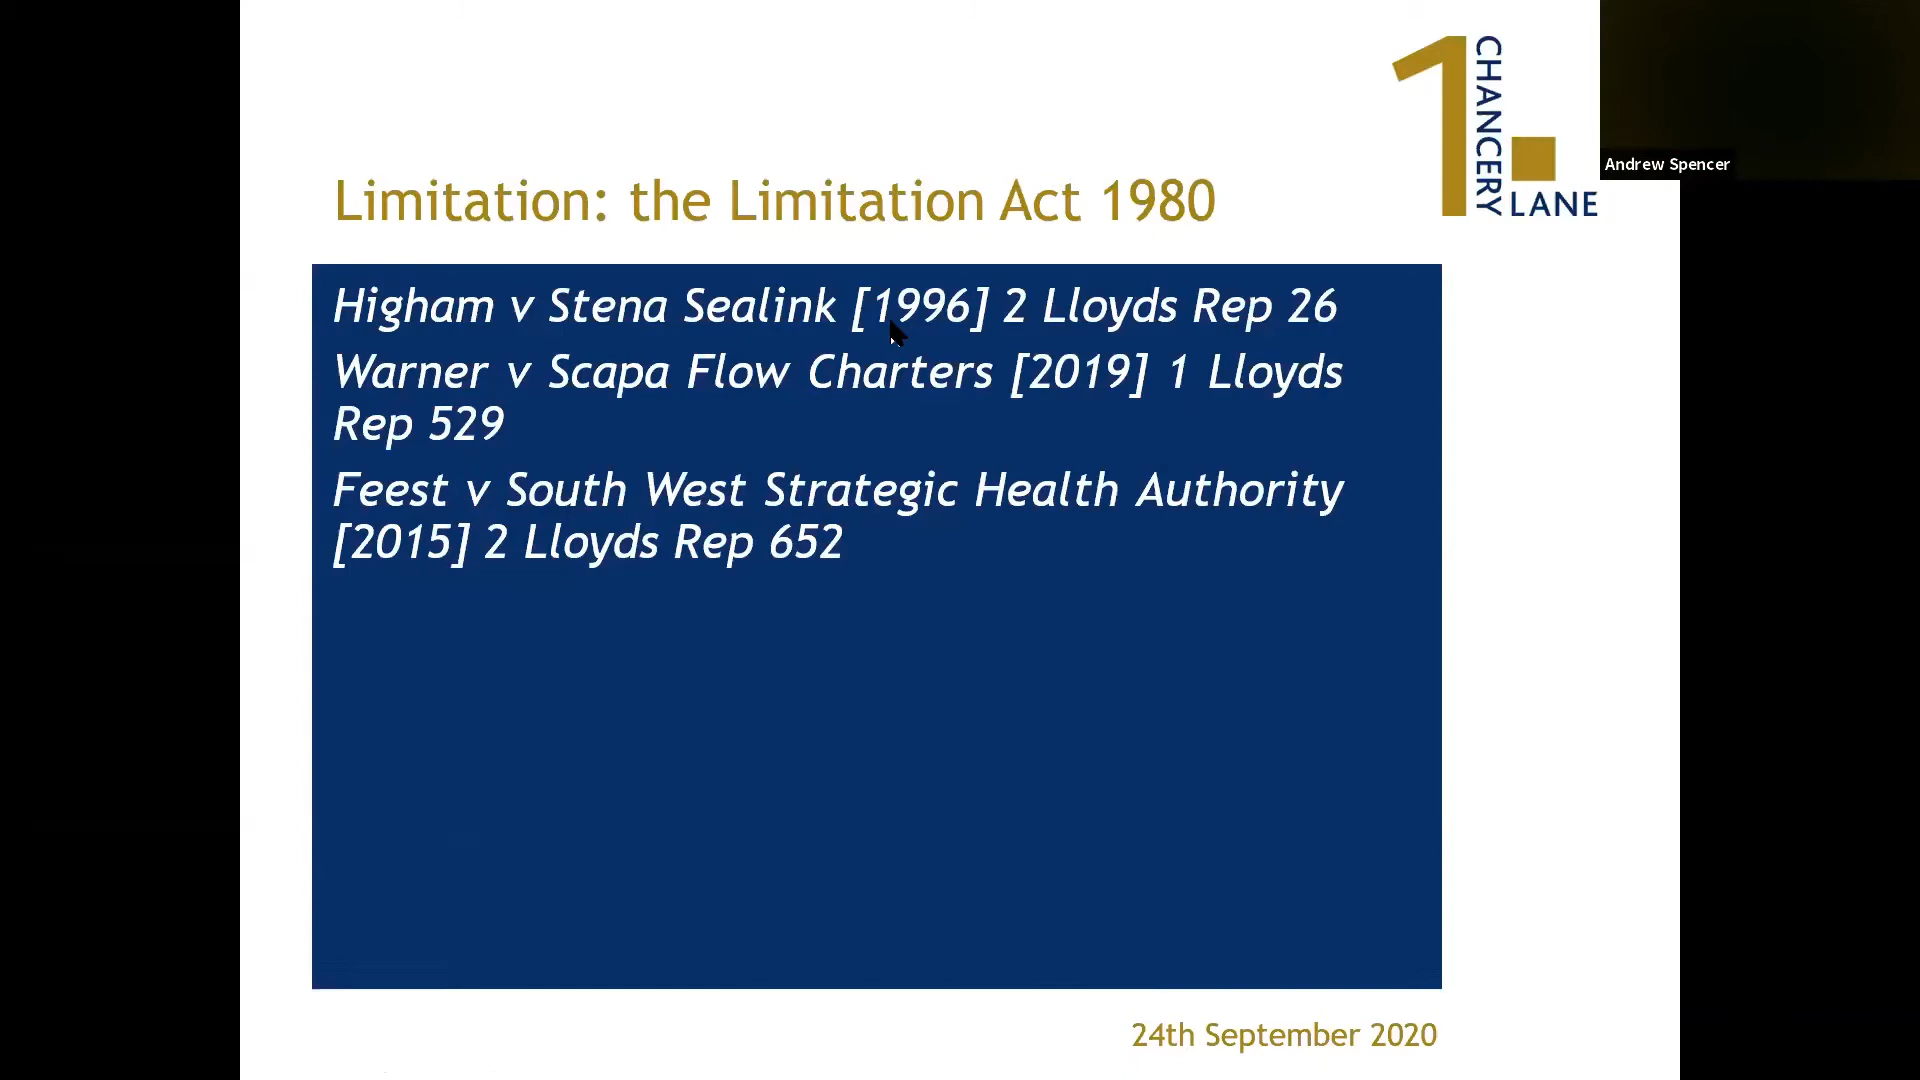 1 CHANCERY LANE
Andrew Spencer
Limitation: the Limitation Act 1980
Higham v Stena Sealink [1996] 2 Lloyds Rep 26
Warner v Scapa Flow Charters [2019] 1 Lloyds
Rep 529
Feest v South West Strategic Health Authority
[2015] 2 Lloyds Rep 652
24th September 2020